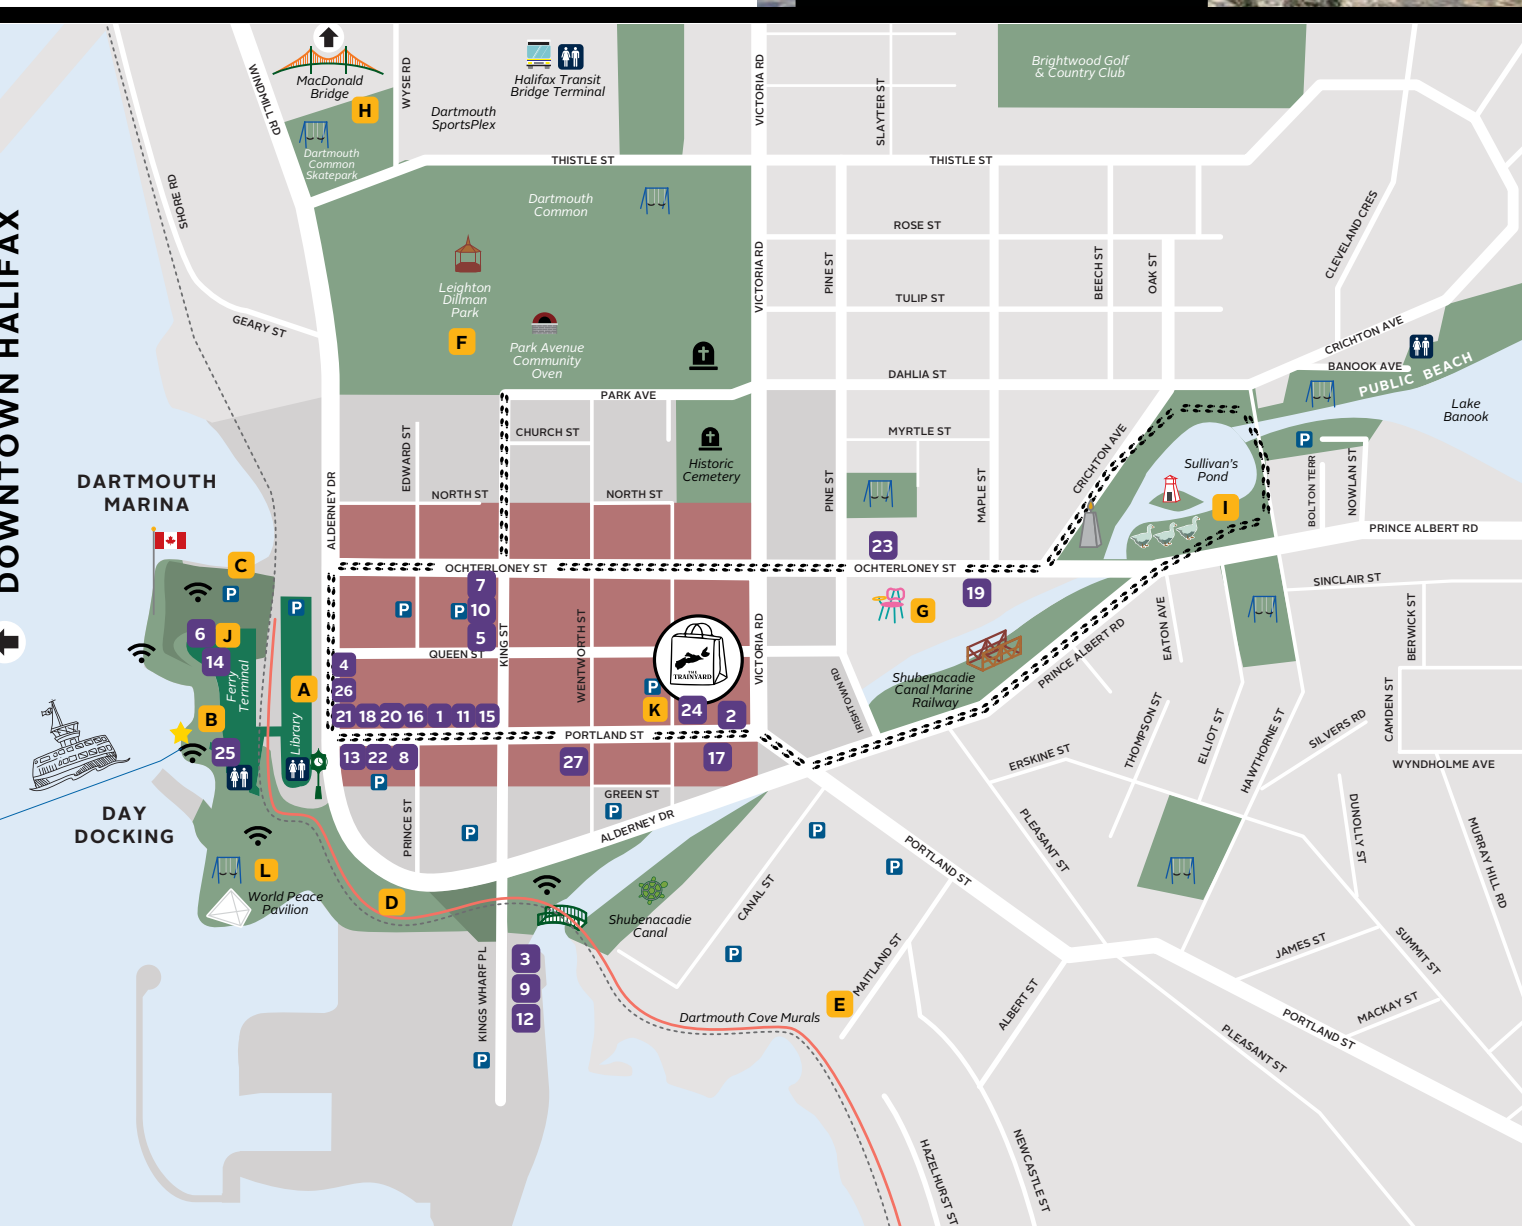 DOWNTOWN HALIFAX
MacDonald
Bridge
H
Dartmouth
Common
Skatepark
WINDMILL RD
WYSE RD
Dartmouth
SportsPlex
Halifax Transit
Bridge Terminal
VICTORIA RD
SLAYTER ST
Brightwood Golf
& Country Club
THISTLE ST
THISTLE ST
SHORE RD
Dartmouth
Common
Leighton
Dillman
Park
F
Park Avenue
Community
Oven
VICTORIA RD
ROSE ST
PINE ST
BEECH ST
OAK ST
TULIP ST
CLEVELAND CRES
GEARY ST
CRICHTON AVE
BANOOK AVE
PUBLIC BEACH
DAHLIA ST
PARK AVE
Lake
Banook
CHURCH ST
EDWARD ST
MYRTLE ST
CRICHTON AVE
P
Historic
Cemetery
Sullivan's
Pond
I
BOLTON TERR
NOWLAN ST
DARTMOUTH
MARINA
ALDERNEY DR
NORTH ST
NORTH ST
PINE ST
MAPLE ST
PRINCE ALBERT RD
23
C
P
OCHTERLONEY ST
OCHTERLONEY ST
SINCLAIR ST
7
P
P
P
10
5
19
G
6
J
14
Ferry
Terminal
A
Library
B
25
QUEEN ST
KING ST
WENTWORTH ST
THE
TRAINYARD
VICTORIA RD
IRISHTOWN RD
PRINCE ALBERT RD
EATON AVE
BERWICK ST
Shubenacadie
Canal Marine
Railway
4
26
21
18
20
16
1
11
15
P
K
24
2
PORTLAND ST
13
22
8
P
27
17
THOMPSON ST
ELLIOT ST
HAWTHORNE ST
SILVERS RD
CAMDEN ST
ERSKINE ST
WYNDHOLME AVE
DAY
DOCKING
PRINCE ST
P
GREEN ST
P
ALDERNEY DR
P
P
PORTLAND ST
PLEASANT ST
DUNOLLY ST
MURRAY HILL RD
L
World Peace
Pavilion
D
Shubenacadie
Canal
CANAL ST
P
MAITLAND ST
JAMES ST
SUMMIT ST
KINGS WHARF PL
3
9
12
P
Dartmouth Cove Murals
E
ALBERT ST
MACKAY ST
PORTLAND ST
PLEASANT ST
HAZELHURST ST
NEWCASTLE ST